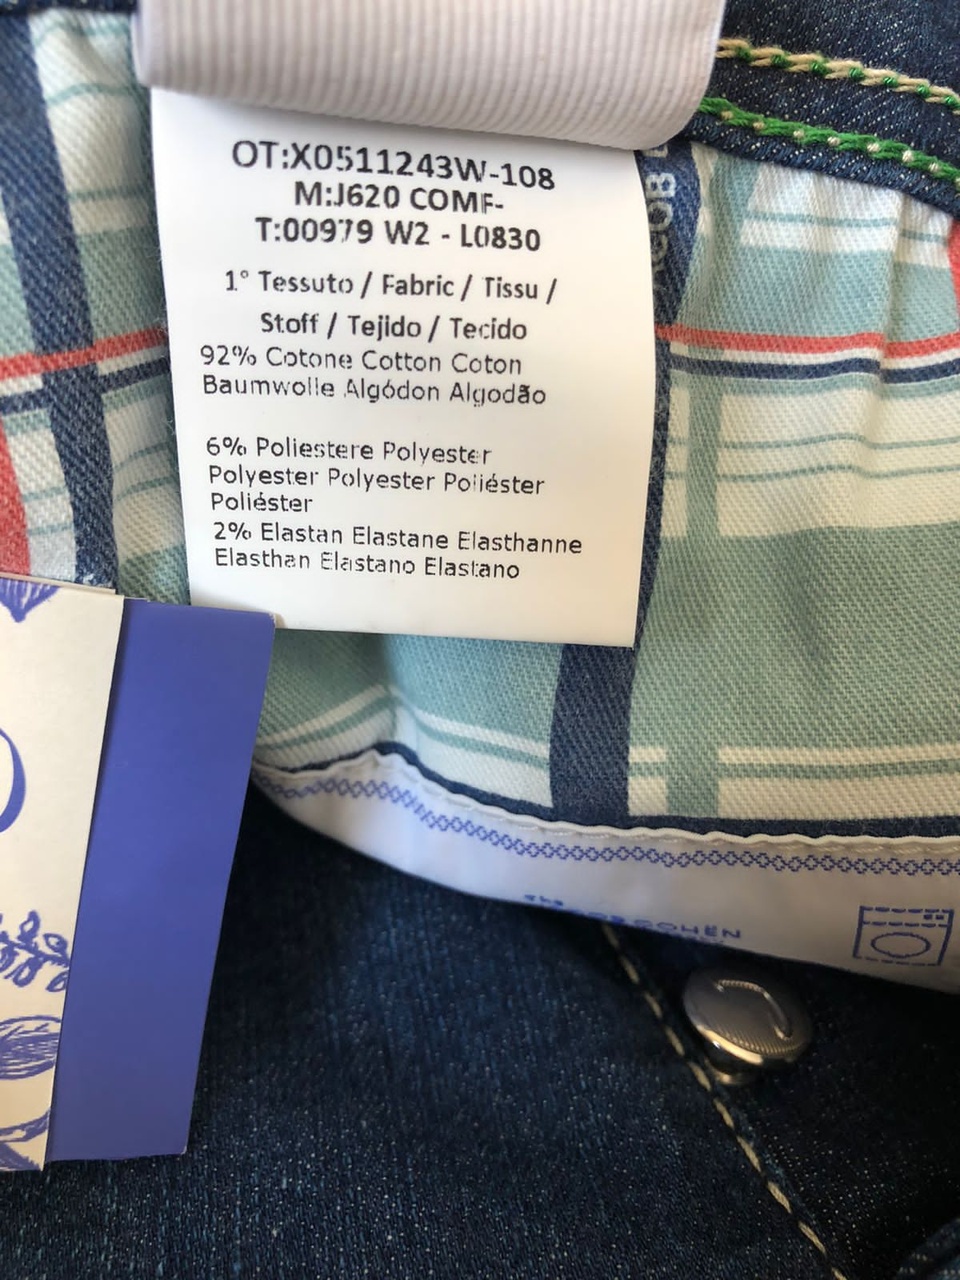 OT:X0511243W-108
M:J620 COMF-
T:00979 W2 - L0830
1° Tessuto / Fabric / Tissu /
Stoff / Tejido / Tecido
92% Cotone Cotton Coton
Baumwolle Algódon Algodão
6% Poliestere Polyester
Polyester Polyester Poliéster
Poliéster
2% Elastan Elastane Elasthanne
Elasthan Elastano Elastano
COHEN